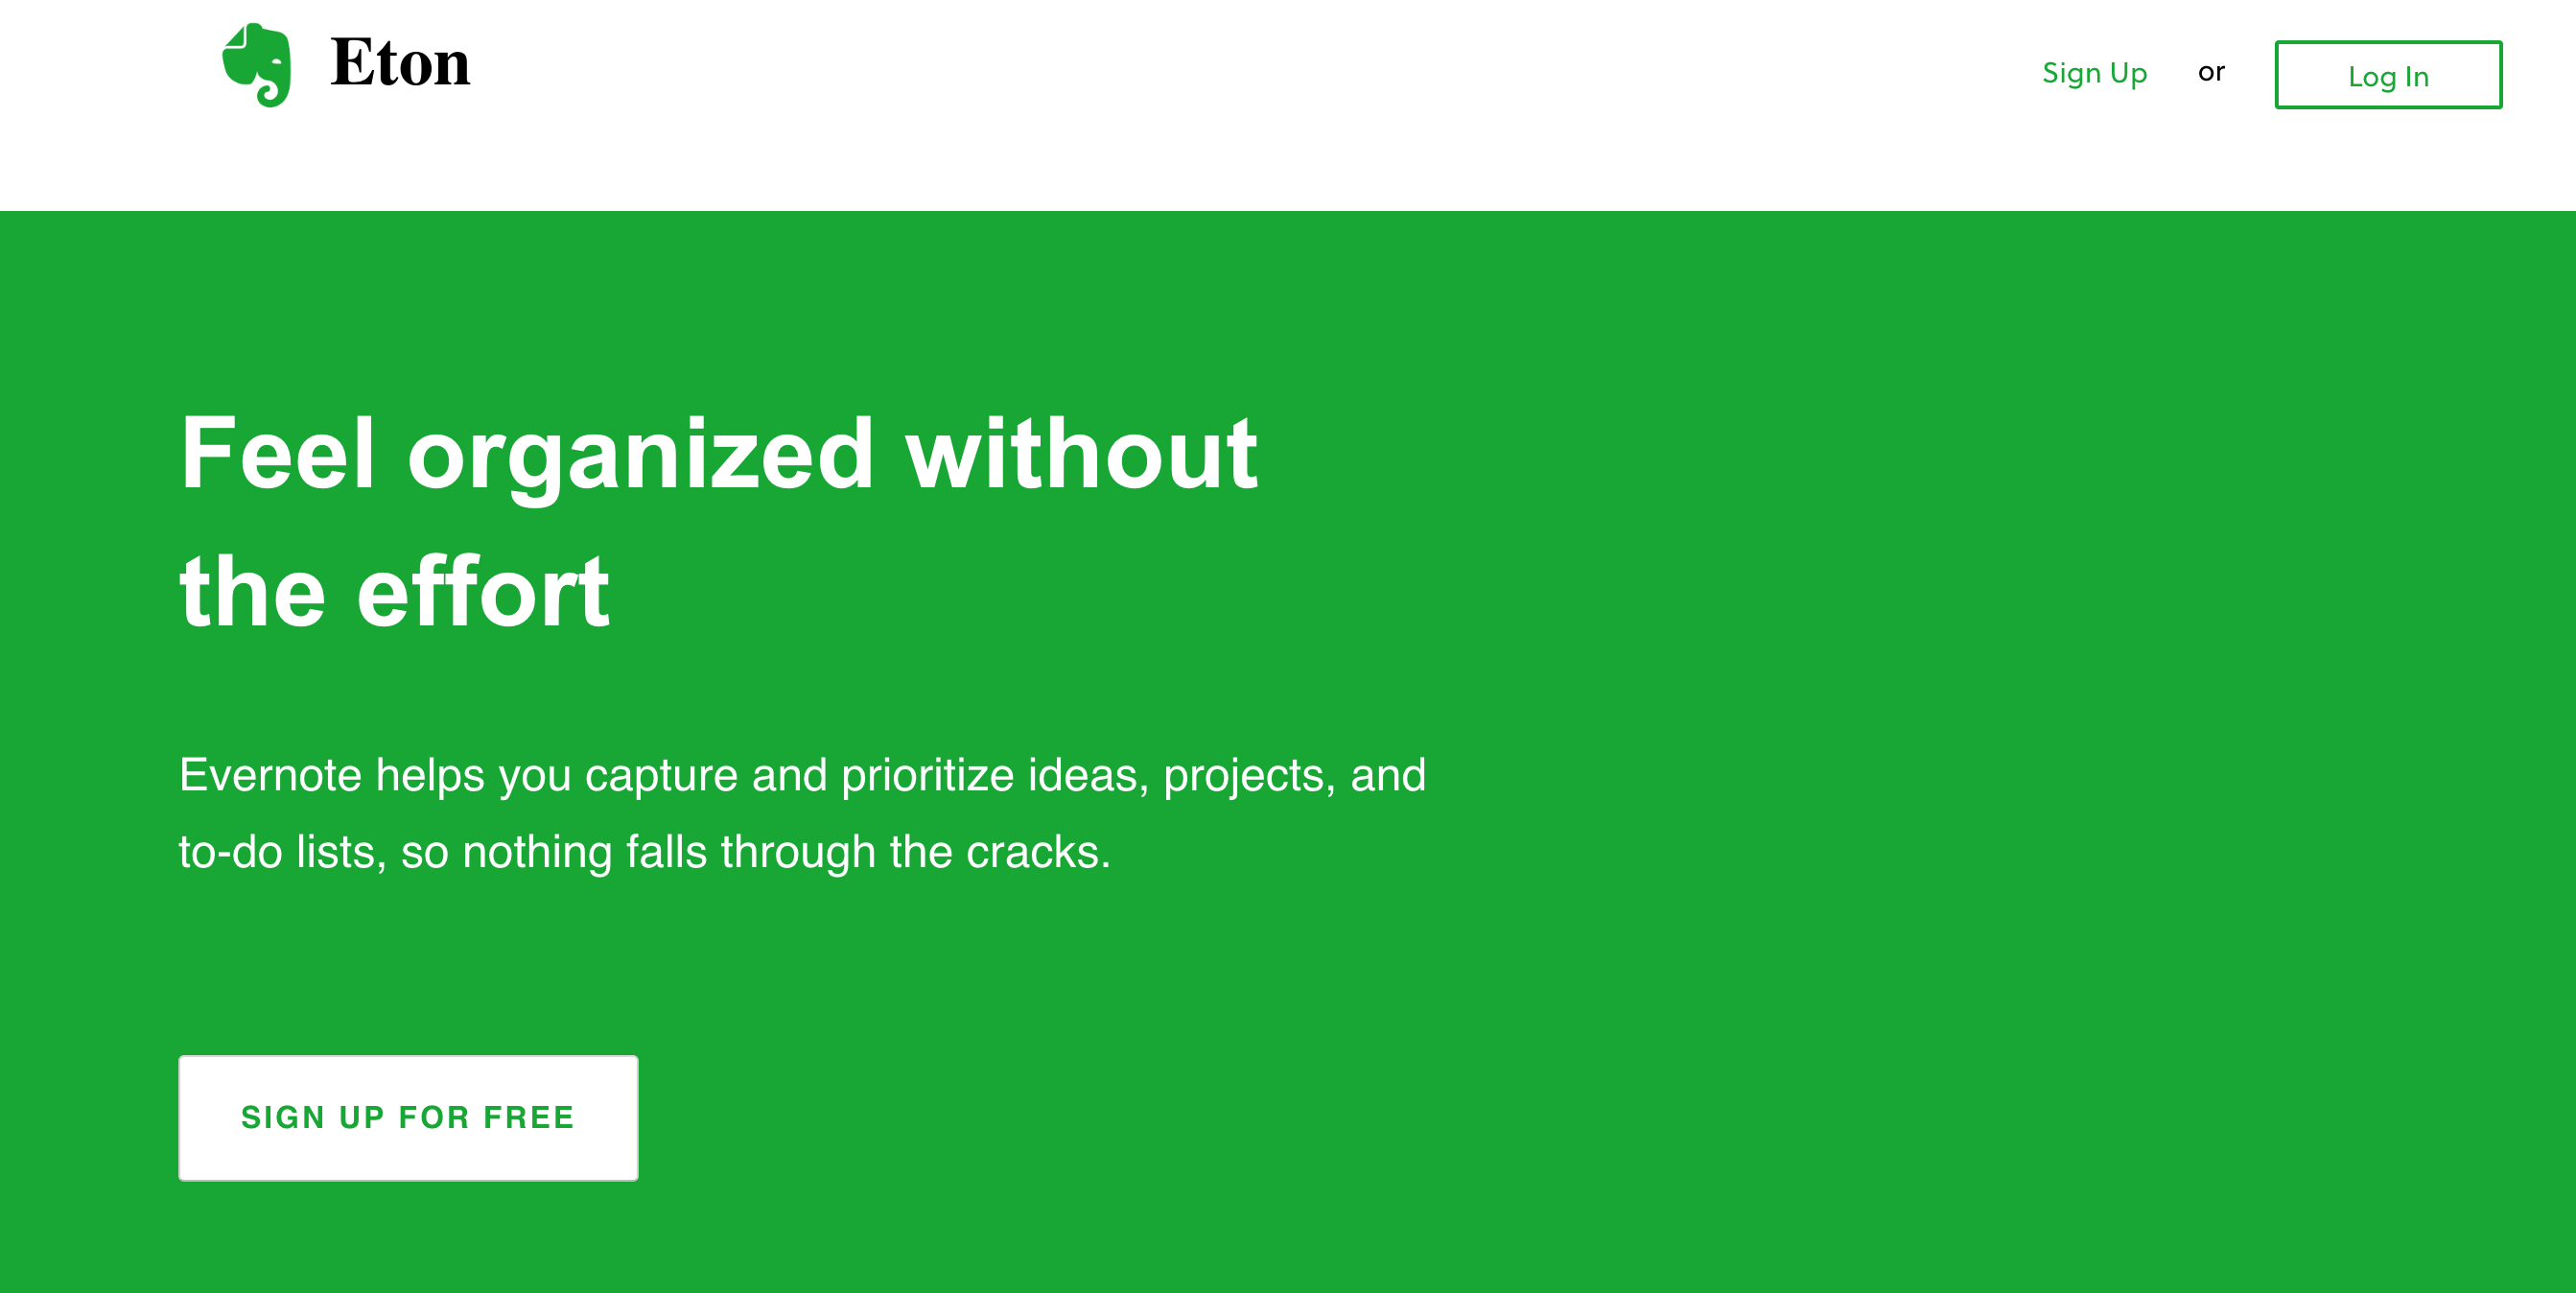 Eton
Sign Up or Log In
Feel organized without
the effort
Evernote helps you capture and prioritize ideas, projects, and
to-do lists, so nothing falls through the cracks.
SIGN UP FOR FREE